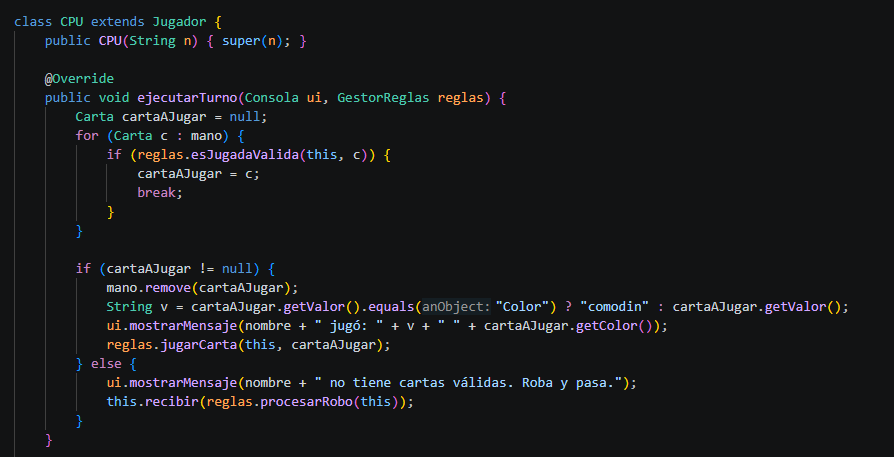 class CPU extends Jugador {
    public CPU(String n) { super(n); }

    @Override
    public void ejecutarTurno(Consola ui, GestorReglas reglas) {
        Carta cartaAJugar = null;
        for (Carta c : mano) {
            if (reglas.esJugadaValida(this, c)) {
                cartaAJugar = c;
                break;
            }
        }

        if (cartaAJugar != null) {
            mano.remove(cartaAJugar);
            String v = cartaAJugar.getValor().equals(anObject: "Color") ? "comodin" : cartaAJugar.getValor();
            ui.mostrarMensaje(nombre + " jugó: " + v + " " + cartaAJugar.getColor());
            reglas.jugarCarta(this, cartaAJugar);
        } else {
            ui.mostrarMensaje(nombre + " no tiene cartas válidas. Roba y pasa.");
            this.recibir(reglas.procesarRobo(this));
        }
    }